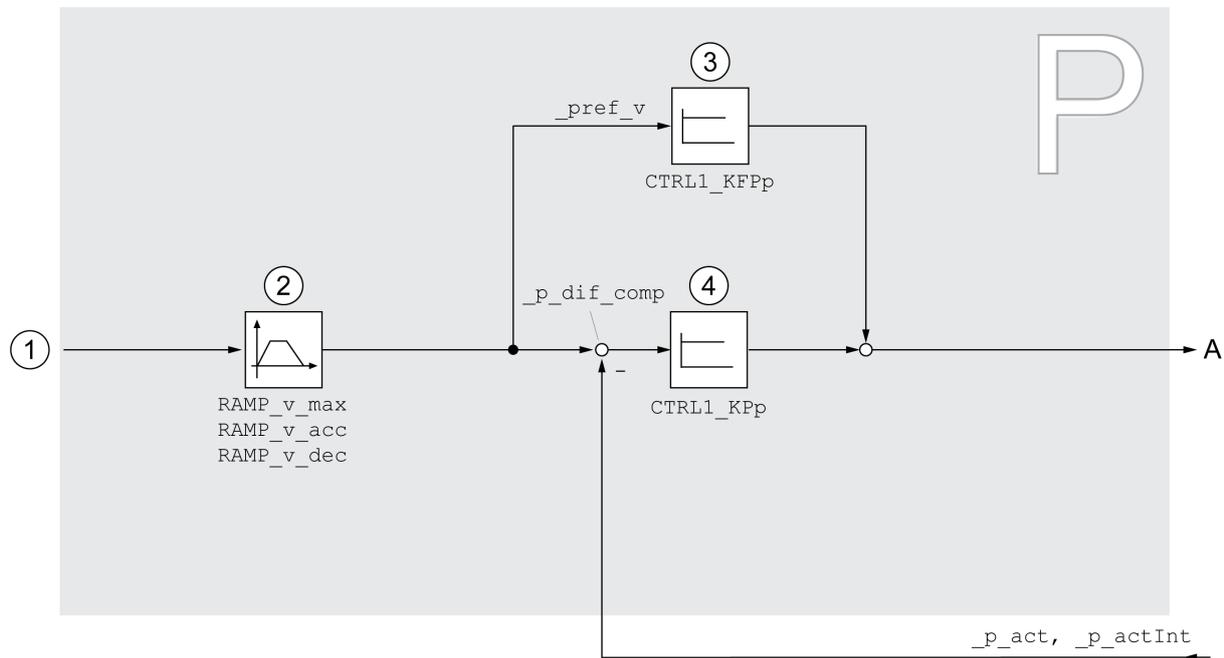 P
3
_pref_v
CTRL1_KFPp
2
_p_dif_comp
4
1
-
A
RAMP_v_max
RAMP_v_acc
RAMP_v_dec
CTRL1_KPp
_p_act, _p_actInt